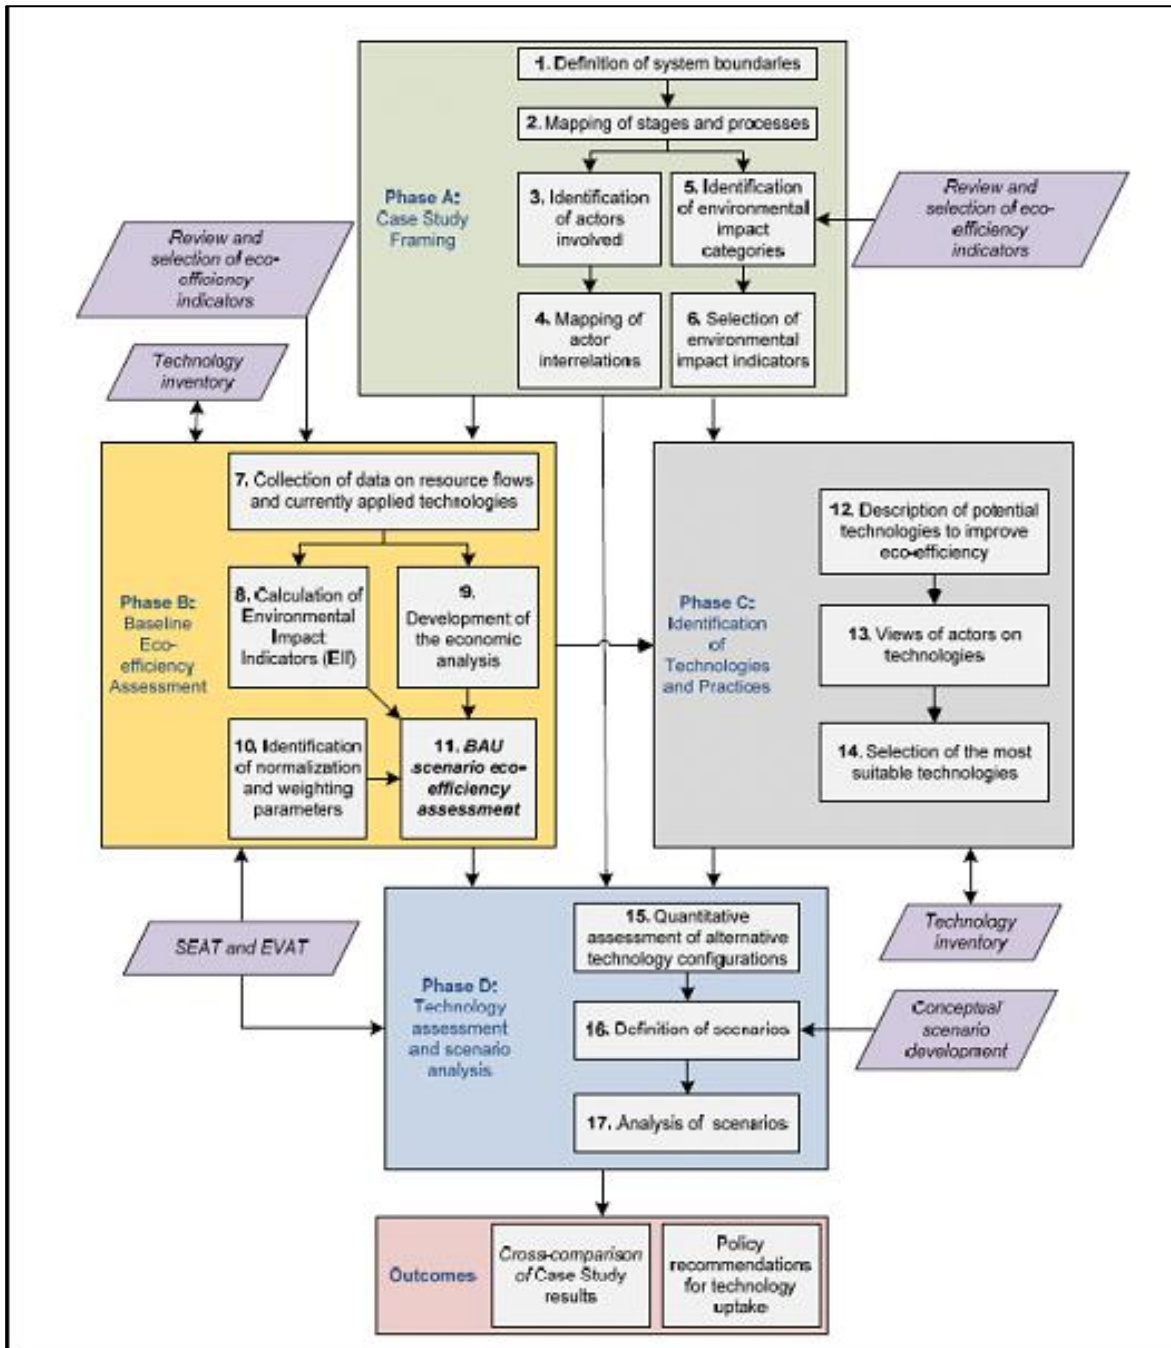 1. Definition of system boundaries
2. Mapping of stages and processes
Phase A:
Case Study
Framing
3. Identification
of actors
involved
5. Identification
of environmental
impact
categories
4. Mapping of
actor
interrelations
6. Selection of
environmental
impact indicators
Review and
selection of eco-
efficiency
indicators
Review and
selection of eco-
efficiency
indicators
Technology
inventory
Phase B:
Baseline
Eco-
efficiency
Assessment
7. Collection of data on resource flows
and currently applied technologies
8. Calculation of
Environmental
Impact
Indicators (EII)
9.
Development of
the economic
analysis
10. Identification
of normalization
and weighting
parameters
11. BAU
scenario eco-
efficiency
assessment
Phase C:
Identification
of
Technologies
and Practices
12. Description of potential
technologies to improve
eco-efficiency
13. Views of actors on
technologies
14. Selection of the most
suitable technologies
SEAT and EVAT
Technology
inventory
Phase D:
Technology
assessment
and scenario
analysis
15. Quantitative
assessment of alternative
technology configurations
16. Definition of scenarios
17. Analysis of scenarios
Conceptual
scenario
development
Outcomes
Cross-comparison
of Case Study
results
Policy
recommendations
for technology
uptake